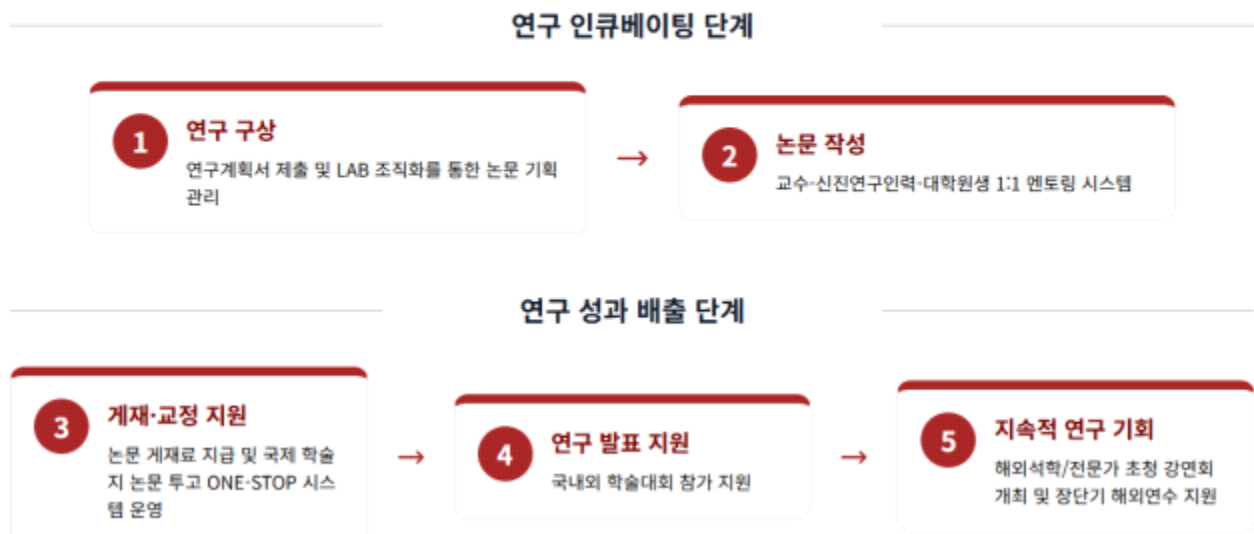 연구 인큐베이팅 단계
1
연구 구상
연구계획서 제출 및 LAB 조직화를 통한 논문 기획
관리
→
2
논문 작성
교수-신진연구인력-대학원생 1:1 멘토링 시스템
연구 성과 배출 단계
3
게재·교정 지원
논문 게재료 지급 및 국제 학술
지 논문 투고 ONE-STOP 시스
템 운영
→
4
연구 발표 지원
국내외 학술대회 참가 지원
→
5
지속적 연구 기회
해외석학/전문가 초청 강연회
개최 및 장단기 해외연수 지원